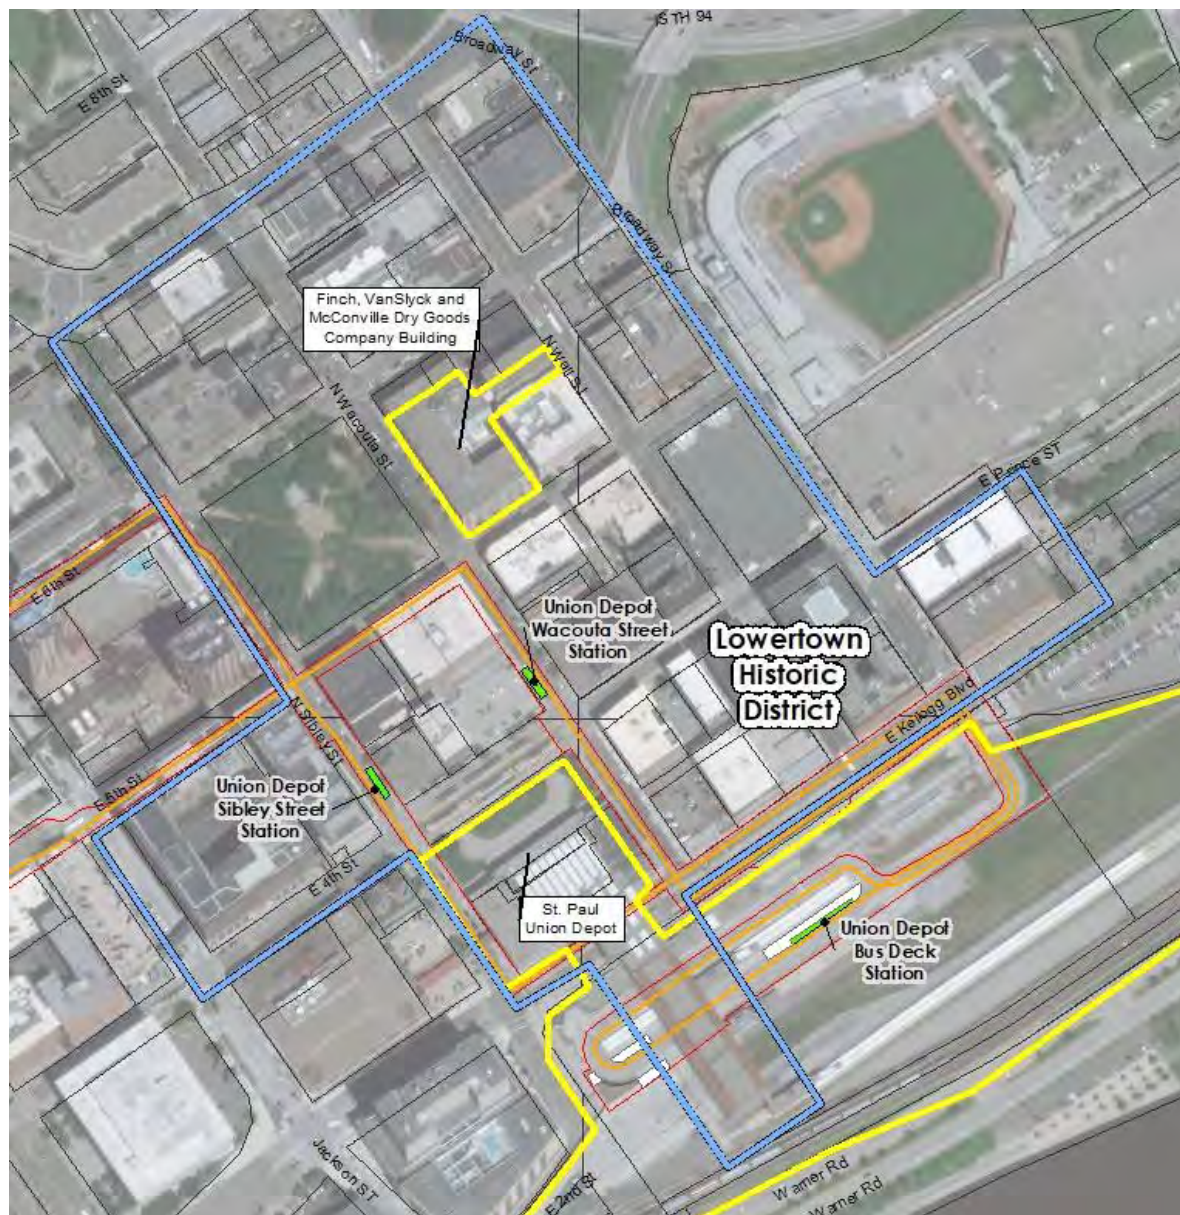 IS TH 94
Broadway St
E 8th St
Broadway St
Finch, VanSlyck and
McConville Dry Goods
Company Building
N Wall St
N Wacouta St
E Prince ST
E 6th St
Union Depot
Wacouta Street
Station
Lowertown
Historic
District
E Kellogg Blvd
N Sibley St
E 5th St
Union Depot
Sibley Street
Station
E 4th St
St. Paul
Union Depot
Union Depot
Bus Deck
Station
Jackson ST
E 2nd St
Warner Rd
Warner Rd